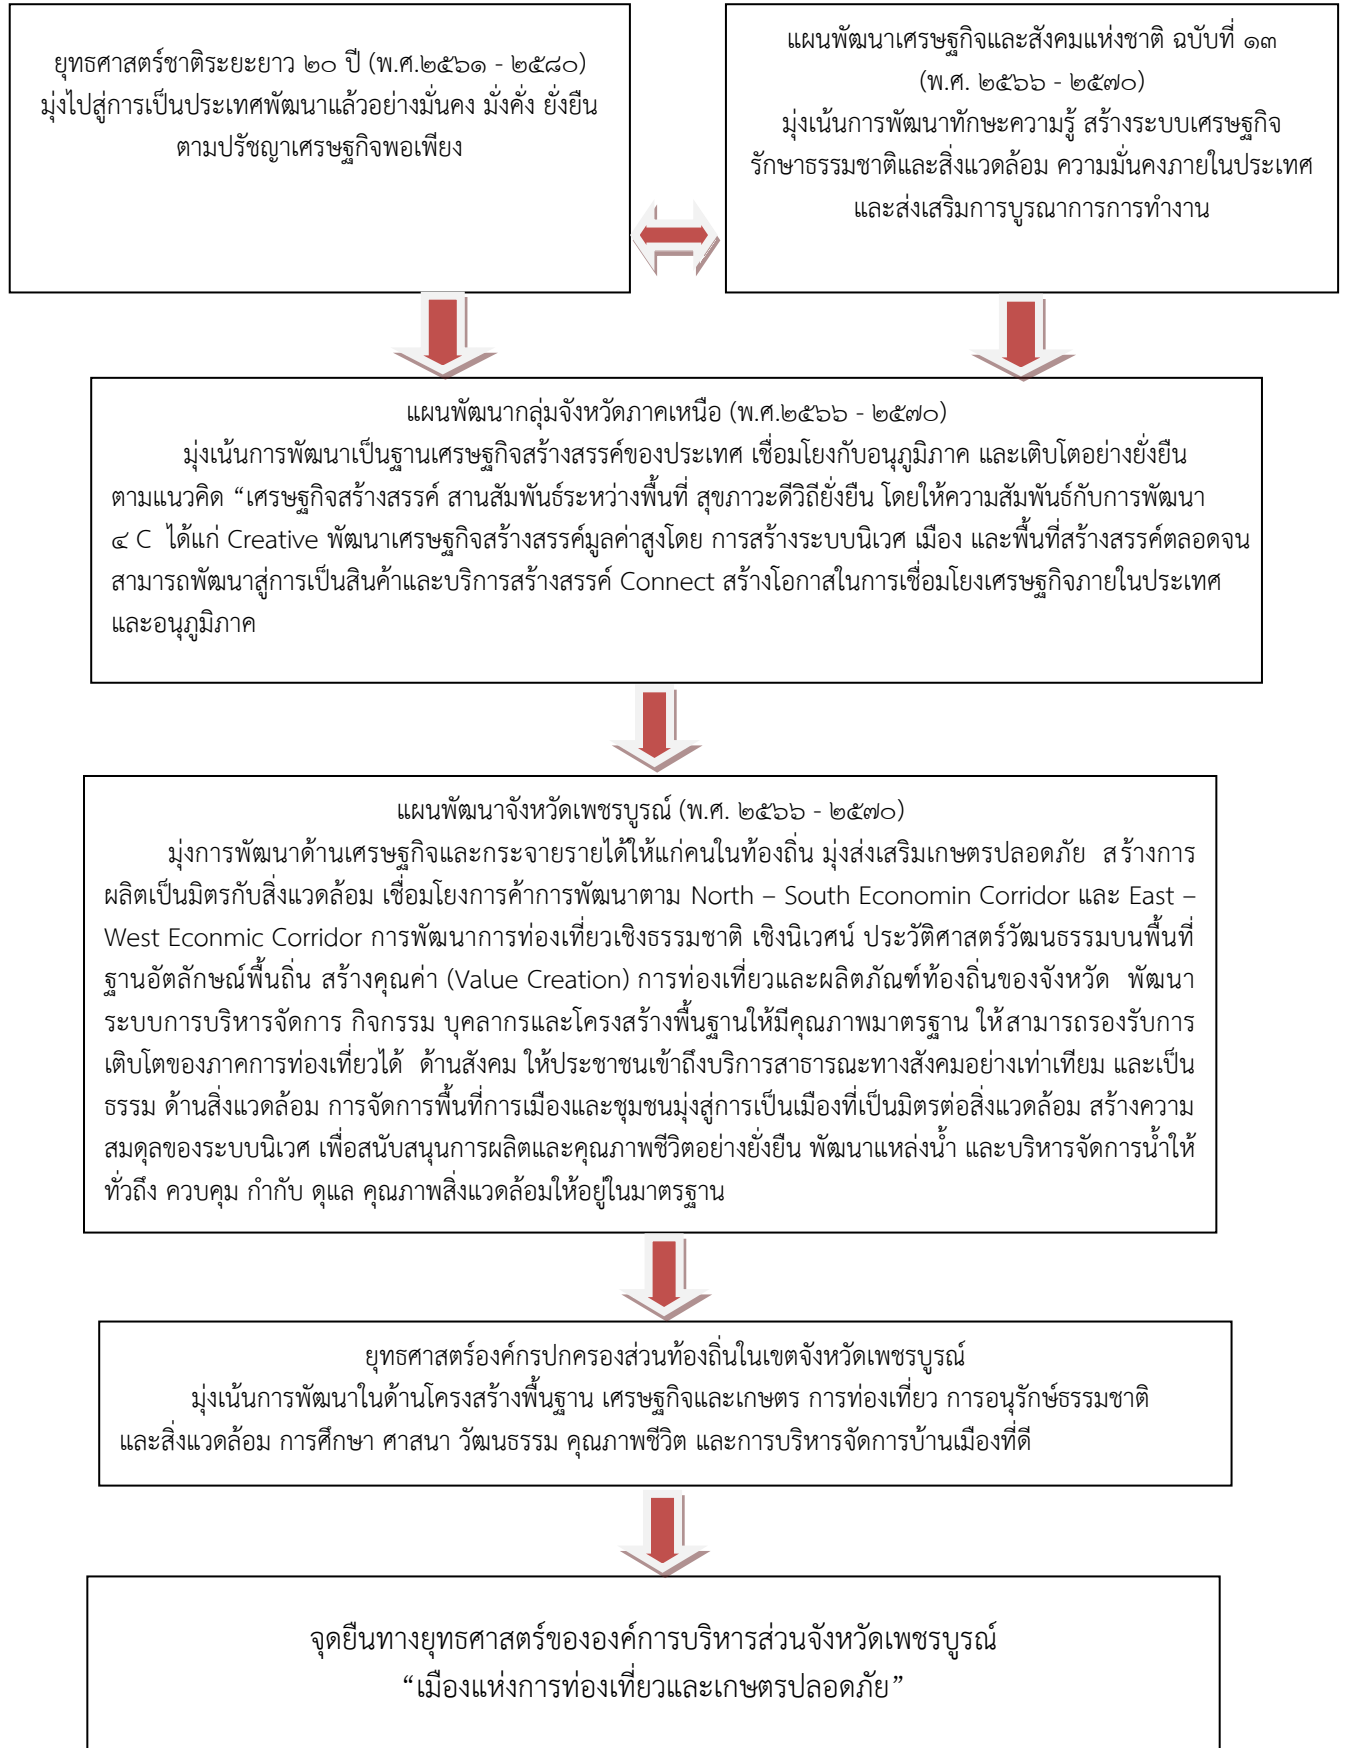 ยุทธศาสตร์ชาติระยะยาว ๒๐ ปี (พ.ศ.๒๕๖๑ - ๒๕๘๐)
มุ่งไปสู่การเป็นประเทศพัฒนาแล้วอย่างมั่นคง มั่งคั่ง ยั่งยืน
ตามปรัชญาเศรษฐกิจพอเพียง
แผนพัฒนาเศรษฐกิจและสังคมแห่งชาติ ฉบับที่ ๑๓
(พ.ศ. ๒๕๖๖ - ๒๕๗๐)
มุ่งเน้นการพัฒนาทักษะความรู้ สร้างระบบเศรษฐกิจ
รักษาธรรมชาติและสิ่งแวดล้อม ความมั่นคงภายในประเทศ
และส่งเสริมการบูรณาการการทำงาน
แผนพัฒนากลุ่มจังหวัดภาคเหนือ (พ.ศ.๒๕๖๖ - ๒๕๗๐)
มุ่งเน้นการพัฒนาเป็นฐานเศรษฐกิจสร้างสรรค์ของประเทศ เชื่อมโยงกับอนุภูมิภาค และเติบโตอย่างยั่งยืน
ตามแนวคิด “เศรษฐกิจสร้างสรรค์ สานสัมพันธ์ระหว่างพื้นที่ สุขภาวะดีวิถียั่งยืน โดยให้ความสัมพันธ์กับการพัฒนา
๔ C ได้แก่ Creative พัฒนาเศรษฐกิจสร้างสรรค์มูลค่าสูงโดย การสร้างระบบนิเวศ เมือง และพื้นที่สร้างสรรค์ตลอดจน
สามารถพัฒนาสู่การเป็นสินค้าและบริการสร้างสรรค์ Connect สร้างโอกาสในการเชื่อมโยงเศรษฐกิจภายในประเทศ
และอนุภูมิภาค
แผนพัฒนาจังหวัดเพชรบูรณ์ (พ.ศ. ๒๕๖๖ - ๒๕๗๐)
มุ่งการพัฒนาด้านเศรษฐกิจและกระจายรายได้ให้แก่คนในท้องถิ่น มุ่งส่งเสริมเกษตรปลอดภัย สร้างการ
ผลิตเป็นมิตรกับสิ่งแวดล้อม เชื่อมโยงการค้าการพัฒนาตาม North – South Economin Corridor และ East –
West Econmic Corridor การพัฒนาการท่องเที่ยวเชิงธรรมชาติ เชิงนิเวศน์ ประวัติศาสตร์วัฒนธรรมบนพื้นที่
ฐานอัตลักษณ์พื้นถิ่น สร้างคุณค่า (Value Creation) การท่องเที่ยวและผลิตภัณฑ์ท้องถิ่นของจังหวัด พัฒนา
ระบบการบริหารจัดการ กิจกรรม บุคลากรและโครงสร้างพื้นฐานให้มีคุณภาพมาตรฐาน ให้สามารถรองรับการ
เติบโตของภาคการท่องเที่ยวได้ ด้านสังคม ให้ประชาชนเข้าถึงบริการสาธารณะทางสังคมอย่างเท่าเทียม และเป็น
ธรรม ด้านสิ่งแวดล้อม การจัดการพื้นที่การเมืองและชุมชนมุ่งสู่การเป็นเมืองที่เป็นมิตรต่อสิ่งแวดล้อม สร้างความ
สมดุลของระบบนิเวศ เพื่อสนับสนุนการผลิตและคุณภาพชีวิตอย่างยั่งยืน พัฒนาแหล่งน้ำ และบริหารจัดการน้ำให้
ทั่วถึง ควบคุม กำกับ ดูแล คุณภาพสิ่งแวดล้อมให้อยู่ในมาตรฐาน
ยุทธศาสตร์องค์กรปกครองส่วนท้องถิ่นในเขตจังหวัดเพชรบูรณ์
มุ่งเน้นการพัฒนาในด้านโครงสร้างพื้นฐาน เศรษฐกิจและเกษตร การท่องเที่ยว การอนุรักษ์ธรรมชาติ
และสิ่งแวดล้อม การศึกษา ศาสนา วัฒนธรรม คุณภาพชีวิต และการบริหารจัดการบ้านเมืองที่ดี
จุดยืนทางยุทธศาสตร์ขององค์การบริหารส่วนจังหวัดเพชรบูรณ์
“เมืองแห่งการท่องเที่ยวและเกษตรปลอดภัย”